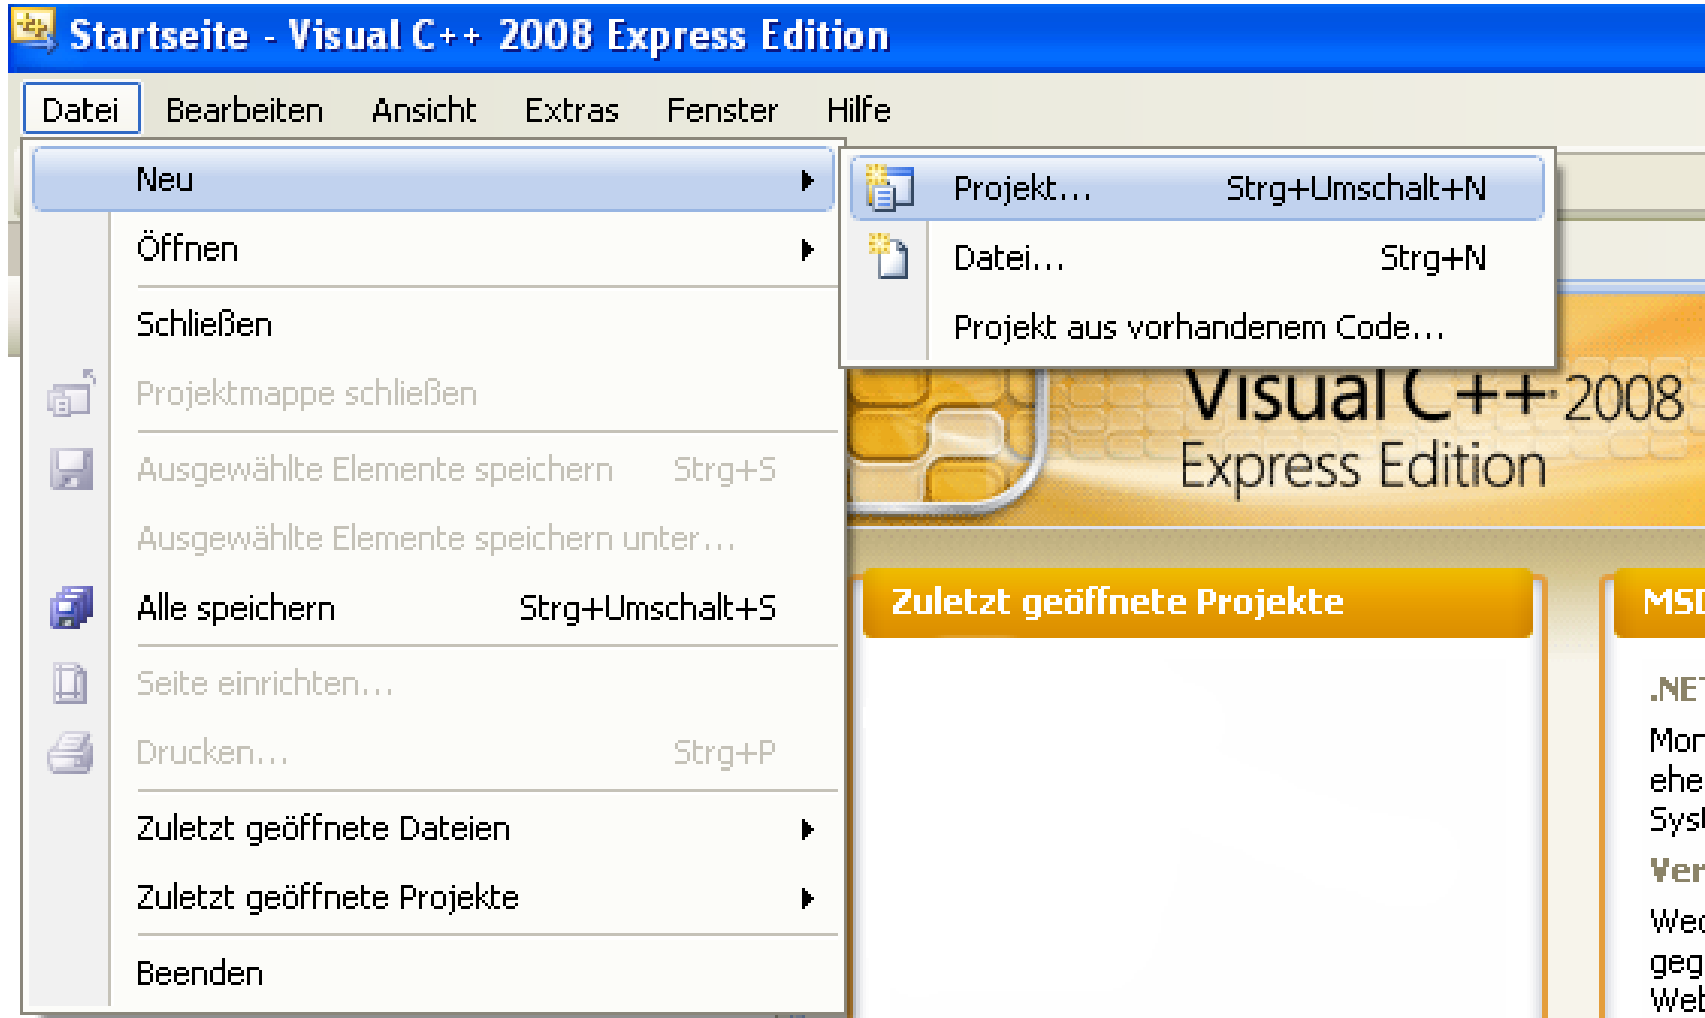 Startseite - Visual C++ 2008 Express Edition
Datei Bearbeiten Ansicht Extras Fenster Hilfe
Neu
Öffnen
Schließen
Projektmappe schließen
Ausgewählte Elemente speichern Strg+S
Ausgewählte Elemente speichern unter...
Alle speichern Strg+Umschalt+S
Seite einrichten...
Drucken... Strg+P
Zuletzt geöffnete Dateien
Zuletzt geöffnete Projekte
Beenden
Projekt... Strg+Umschalt+N
Datei... Strg+N
Projekt aus vorhandenem Code...
Visual C++ 2008
Express Edition
Zuletzt geöffnete Projekte